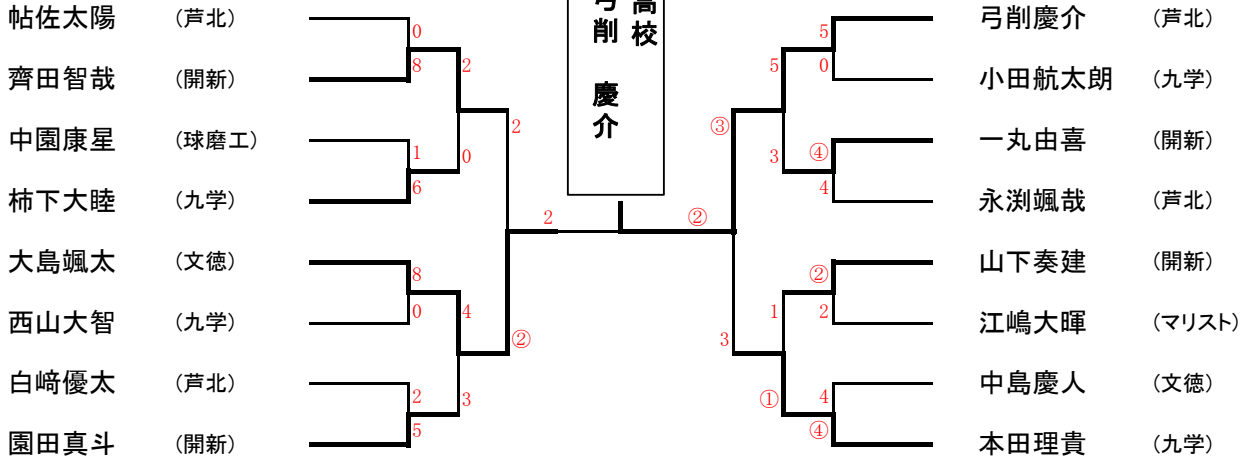 高校
弓削 慶介
帖佐太陽 (芦北)
0
齊田智哉 (開新)
8
2
中園康星 (球磨工)
1
0
柿下大睦 (九学)
6
2
大島颯太 (文徳)
8
西山大智 (九学)
0
4
②
白﨑優太 (芦北)
2
3
園田真斗 (開新)
5
2
②
弓削慶介 (芦北)
5
小田航太朗 (九学)
0
5
一丸由喜 (開新)
④
3
永渕颯哉 (芦北)
4
③
山下奏建 (開新)
②
江嶋大暉 (マリスト)
2
1
3
中島慶人 (文徳)
4
①
本田理貴 (九学)
④